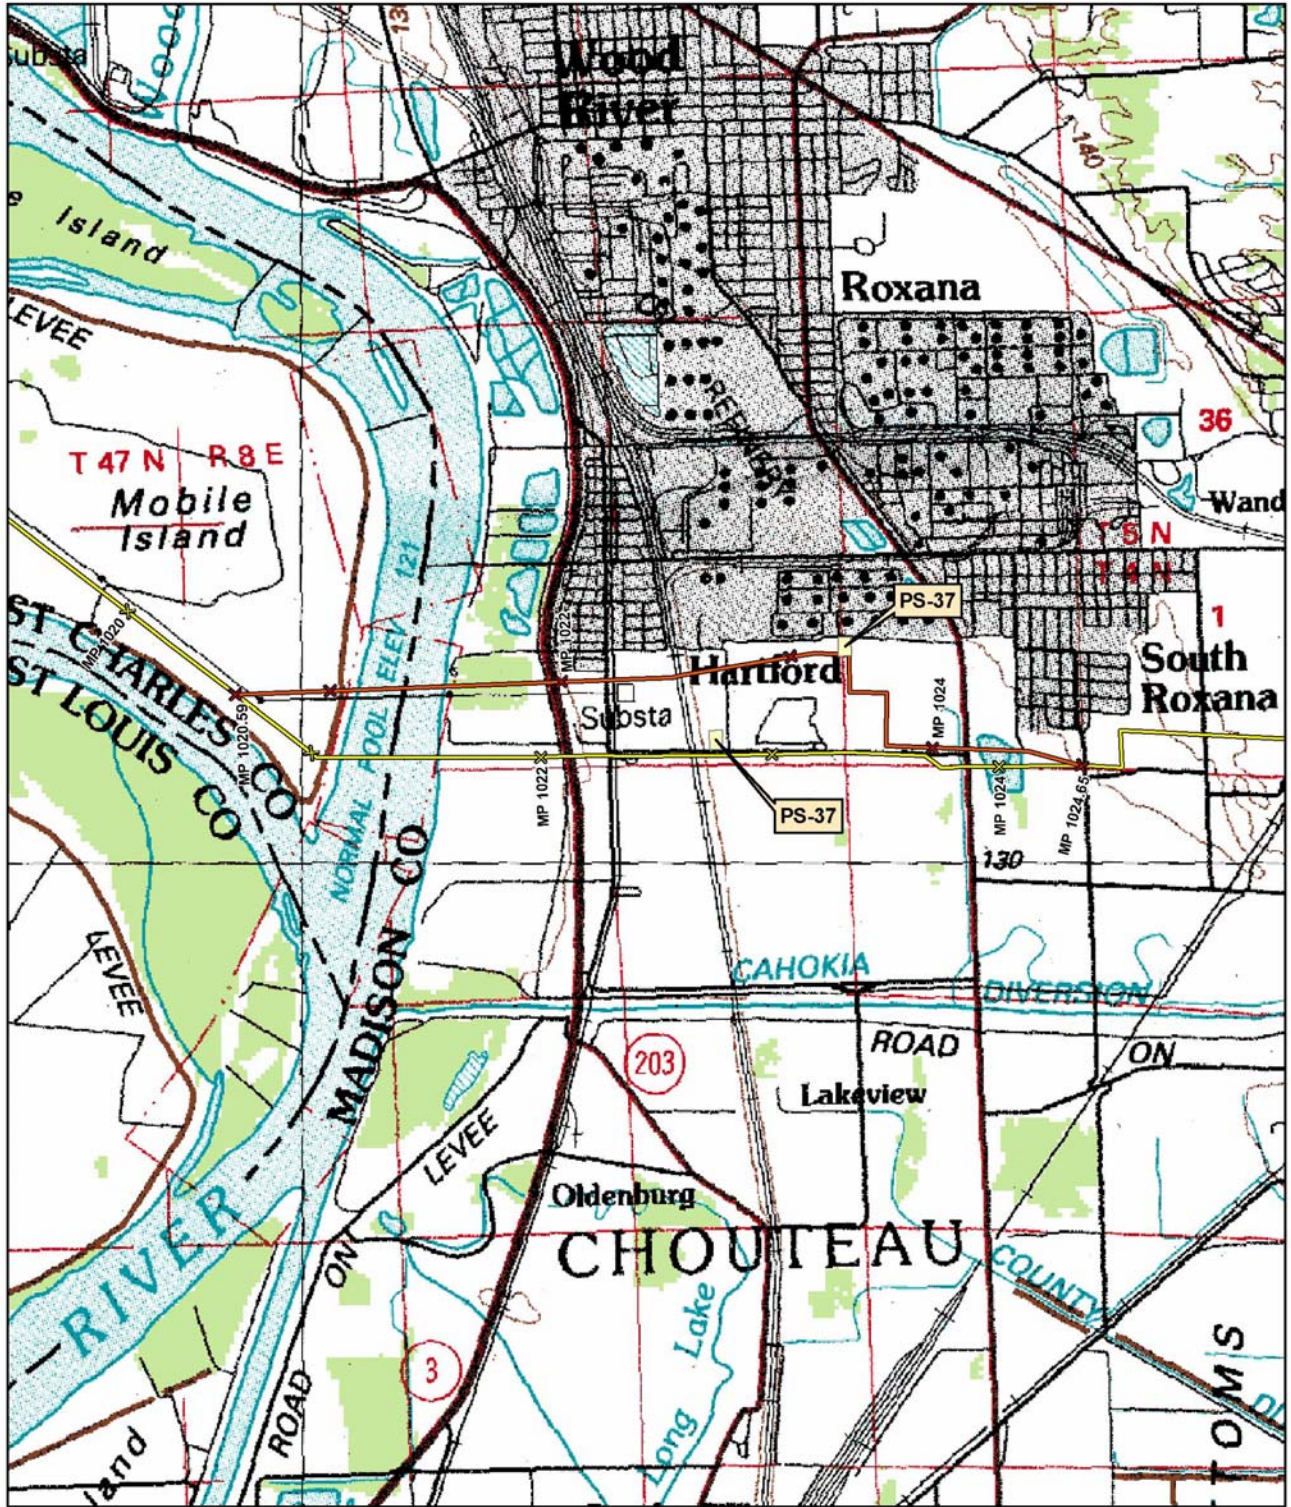 Substa
Wood
River
140
e Island
Roxana
LEVEE
T 47 N R 8 E
36
Mobile
Island
REFINERY
Wand
T 5 N
T 4 N
NORMAL POOL ELEV 121
PS-37
1
MP 1020
ST CHARLES CO
ST LOUIS CO
MP 1022
Hartford
South
Roxana
MP 1020.59
Substa
MP 1024
MP 1022
PS-37
MP 1024
MP 1024.65
130
MADISON CO
LEVEE
CAHOKIA
DIVERSION
ROAD
ON
203
Lakeview
LEVEE
Oldenburg
CHOUTEAU
RIVER
ROAD ON
COUNTY
Long Lake
3
TOMS
land